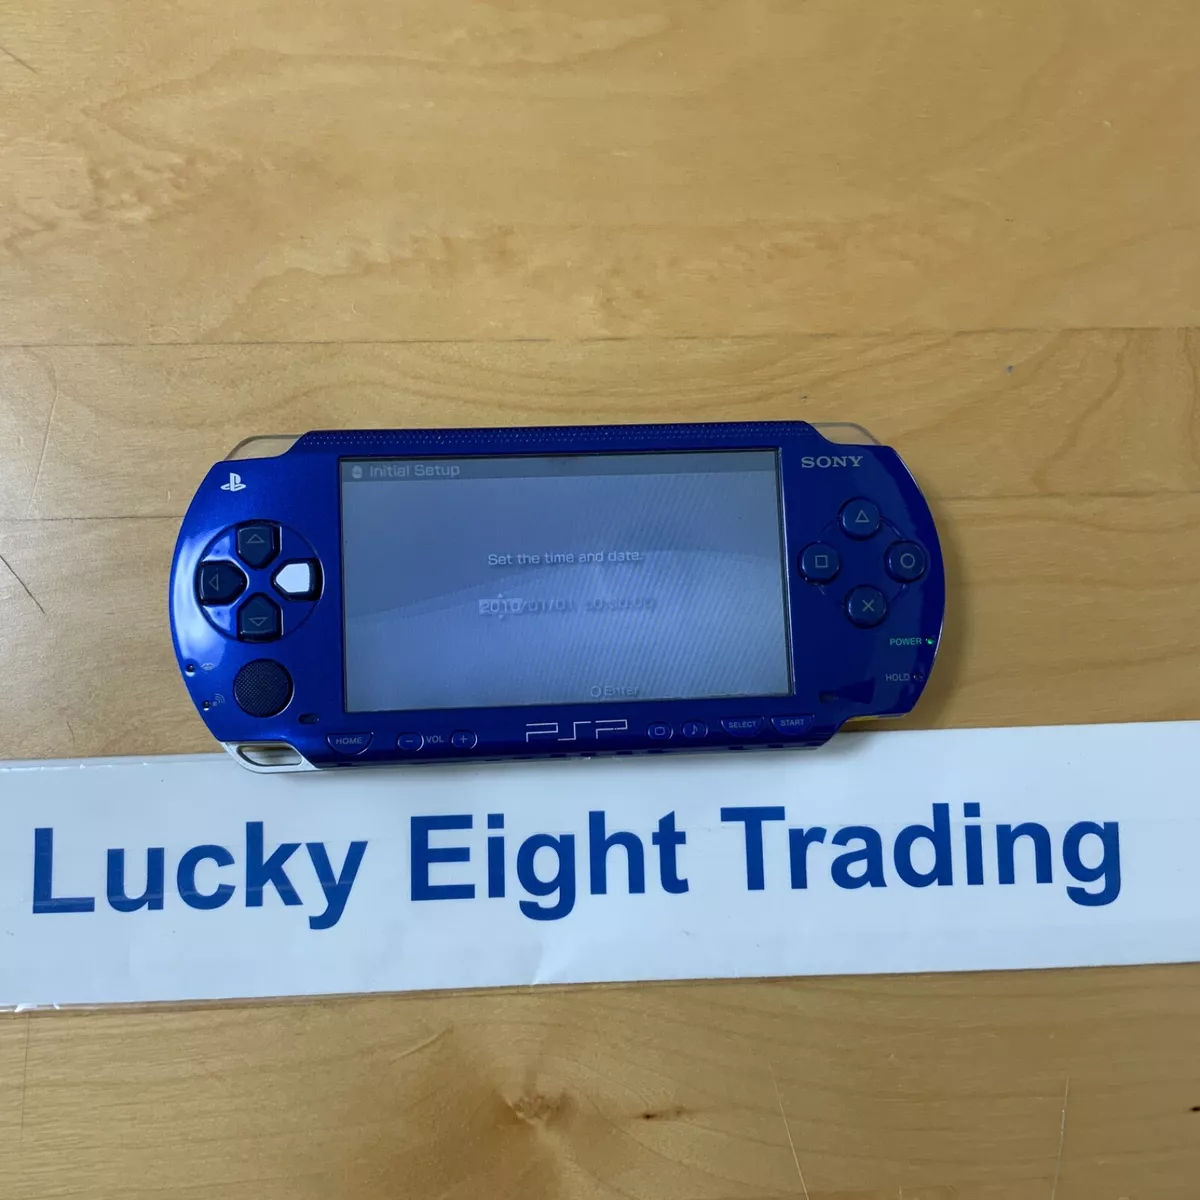 SONY
Initial Setup
Set the time and date.
2010/01/01
Enter
POWER
HOLD
HOME
VOL
PSP
SELECT
START
Lucky Eight Trading